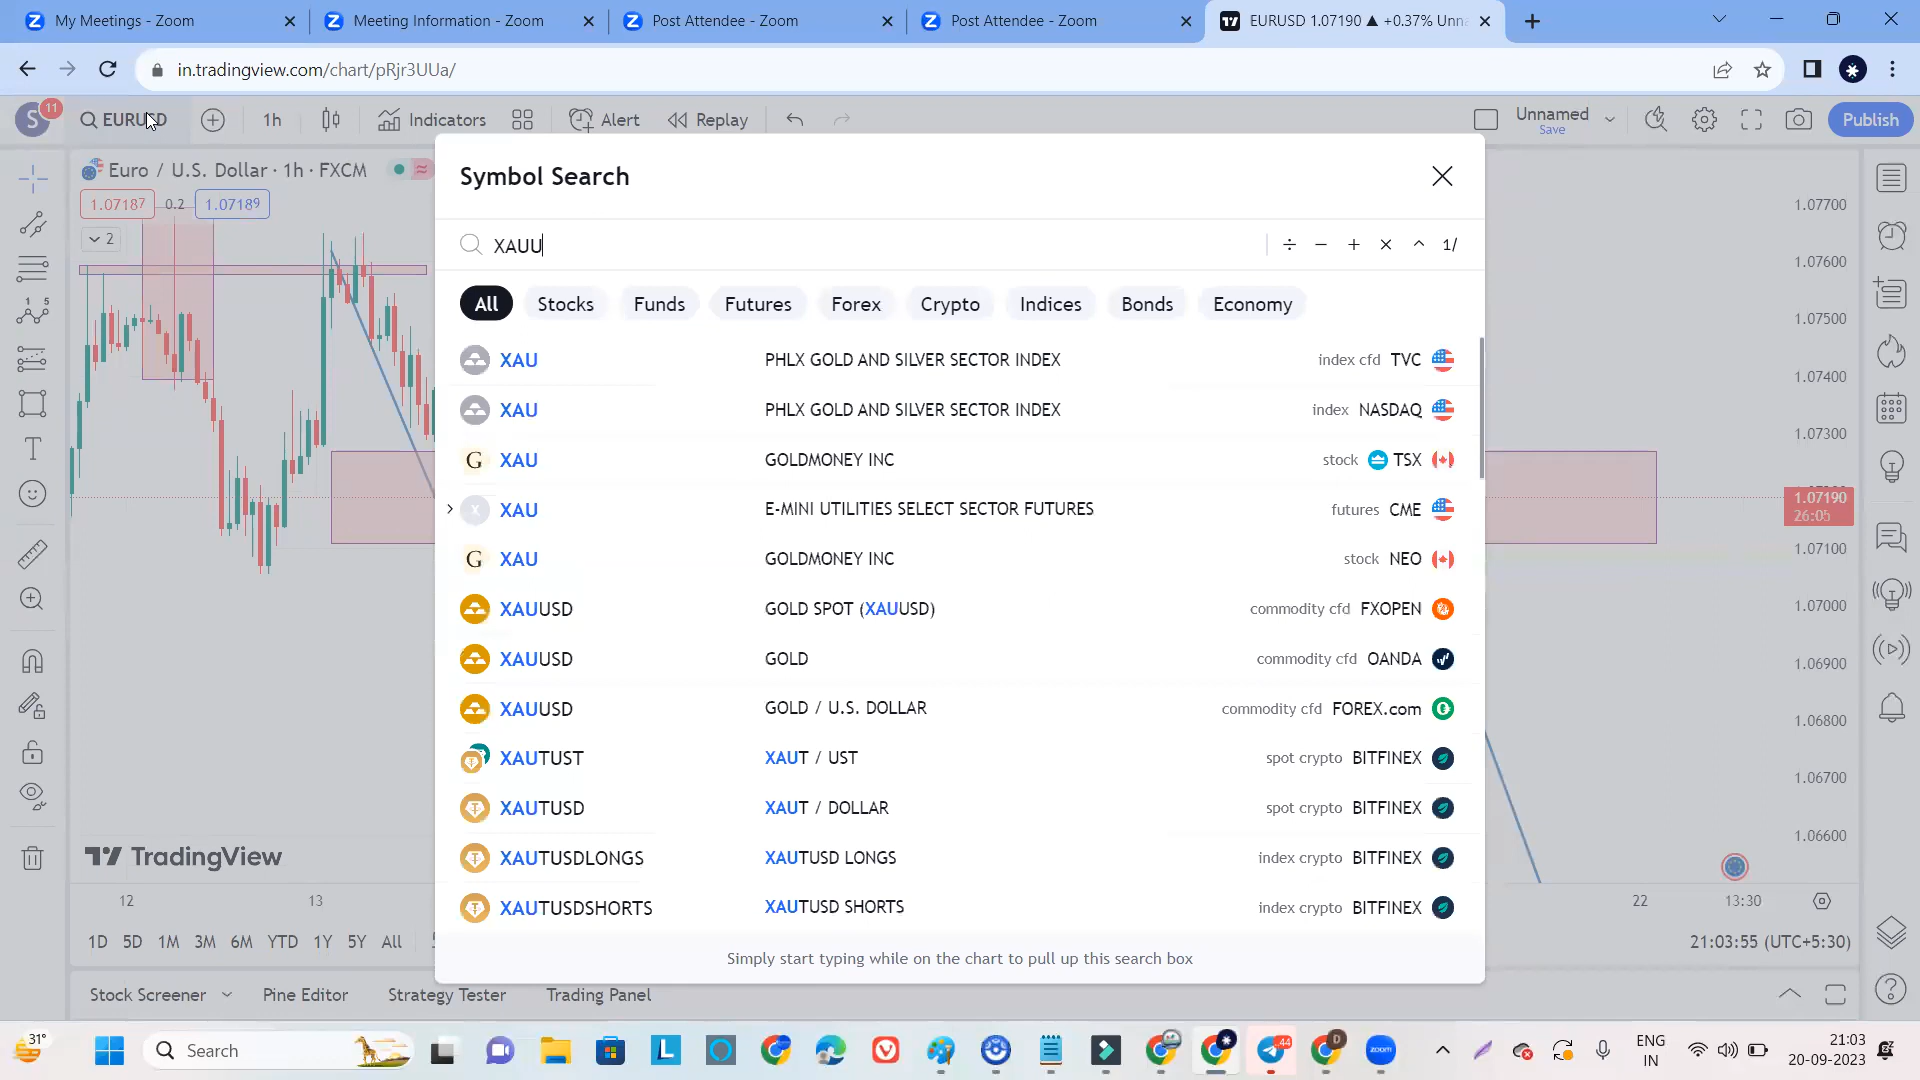 My Meetings - Zoom
Meeting Information - Zoom
Post Attendee - Zoom
Post Attendee - Zoom
EURUSD 1.07190 ▲ +0.37% Unna
in.tradingview.com/chart/pRjr3UUa/
S
11
EURUSD
1h
Indicators
Alert
Replay
Unnamed
Save
Publish
Euro / U.S. Dollar · 1h · FXCM
1.07187
0.2
1.07189
2
Symbol Search
XAUU
÷ − + × ^ 1/
All
Stocks
Funds
Futures
Forex
Crypto
Indices
Bonds
Economy
XAU PHLX GOLD AND SILVER SECTOR INDEX index cfd TVC
XAU PHLX GOLD AND SILVER SECTOR INDEX index NASDAQ
G XAU GOLDMONEY INC stock TSX
X XAU E-MINI UTILITIES SELECT SECTOR FUTURES futures CME
G XAU GOLDMONEY INC stock NEO
XAUUSD GOLD SPOT (XAUUSD) commodity cfd FXOPEN
XAUUSD GOLD commodity cfd OANDA
XAUUSD GOLD / U.S. DOLLAR commodity cfd FOREX.com
XAUTUST XAUT / UST spot crypto BITFINEX
XAUTUSD XAUT / DOLLAR spot crypto BITFINEX
XAUTUSDLONGS XAUTUSD LONGS index crypto BITFINEX
XAUTUSDSHORTS XAUTUSD SHORTS index crypto BITFINEX
Simply start typing while on the chart to pull up this search box
1.07700
1.07600
1.07500
1.07400
1.07300
1.07190
26:05
1.07100
1.07000
1.06900
1.06800
1.06700
1.06600
TradingView
12
13
22
13:30
1D 5D 1M 3M 6M YTD 1Y 5Y All
21:03:55 (UTC+5:30)
Stock Screener
Pine Editor
Strategy Tester
Trading Panel
31°
Search
L
44
D
zoom
ENG
IN
21:03
20-09-2023